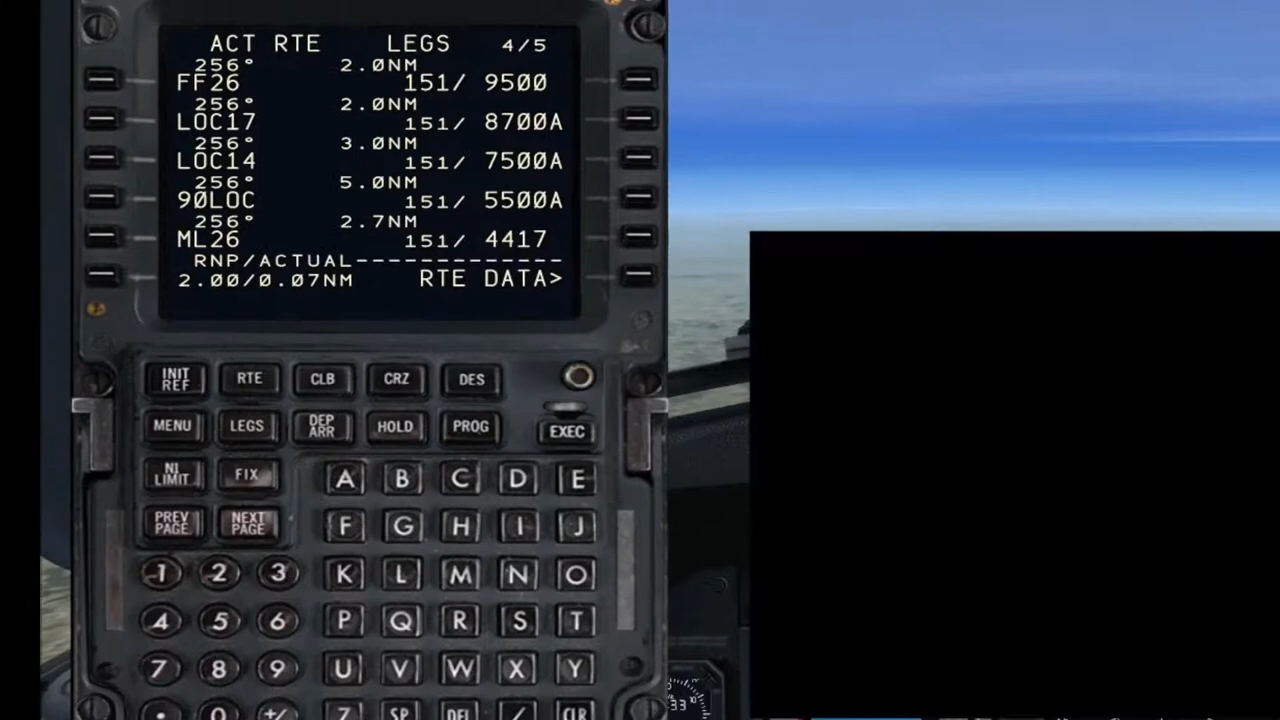 ACT RTE LEGS 4/5
256° 2.0NM
FF26 151/ 9500
256° 2.0NM
LOC17 151/ 8700A
256° 3.0NM
LOC14 151/ 7500A
256° 5.0NM
90LOC 151/ 5500A
256° 2.7NM
ML26 151/ 4417
RNP/ACTUAL-------------
2.00/0.07NM RTE DATA>
INIT REF RTE CLB CRZ DES
MENU LEGS DEP ARR HOLD PROG EXEC
N1 LIMIT FIX A B C D E
PREV PAGE NEXT PAGE F G H I J
1 2 3 K L M N O
4 5 6 P Q R S T
7 8 9 U V W X Y
. 0 +/ Z SP DEL / CLR
33